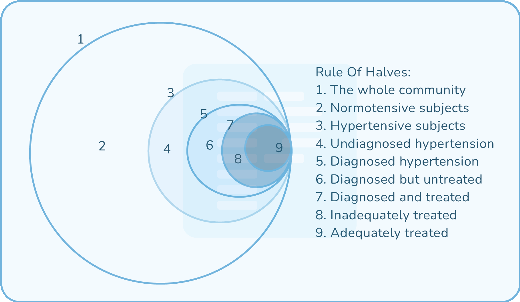 1
3
5
7
2
4
6
8
9
Rule Of Halves:
1. The whole community
2. Normotensive subjects
3. Hypertensive subjects
4. Undiagnosed hypertension
5. Diagnosed hypertension
6. Diagnosed but untreated
7. Diagnosed and treated
8. Inadequately treated
9. Adequately treated